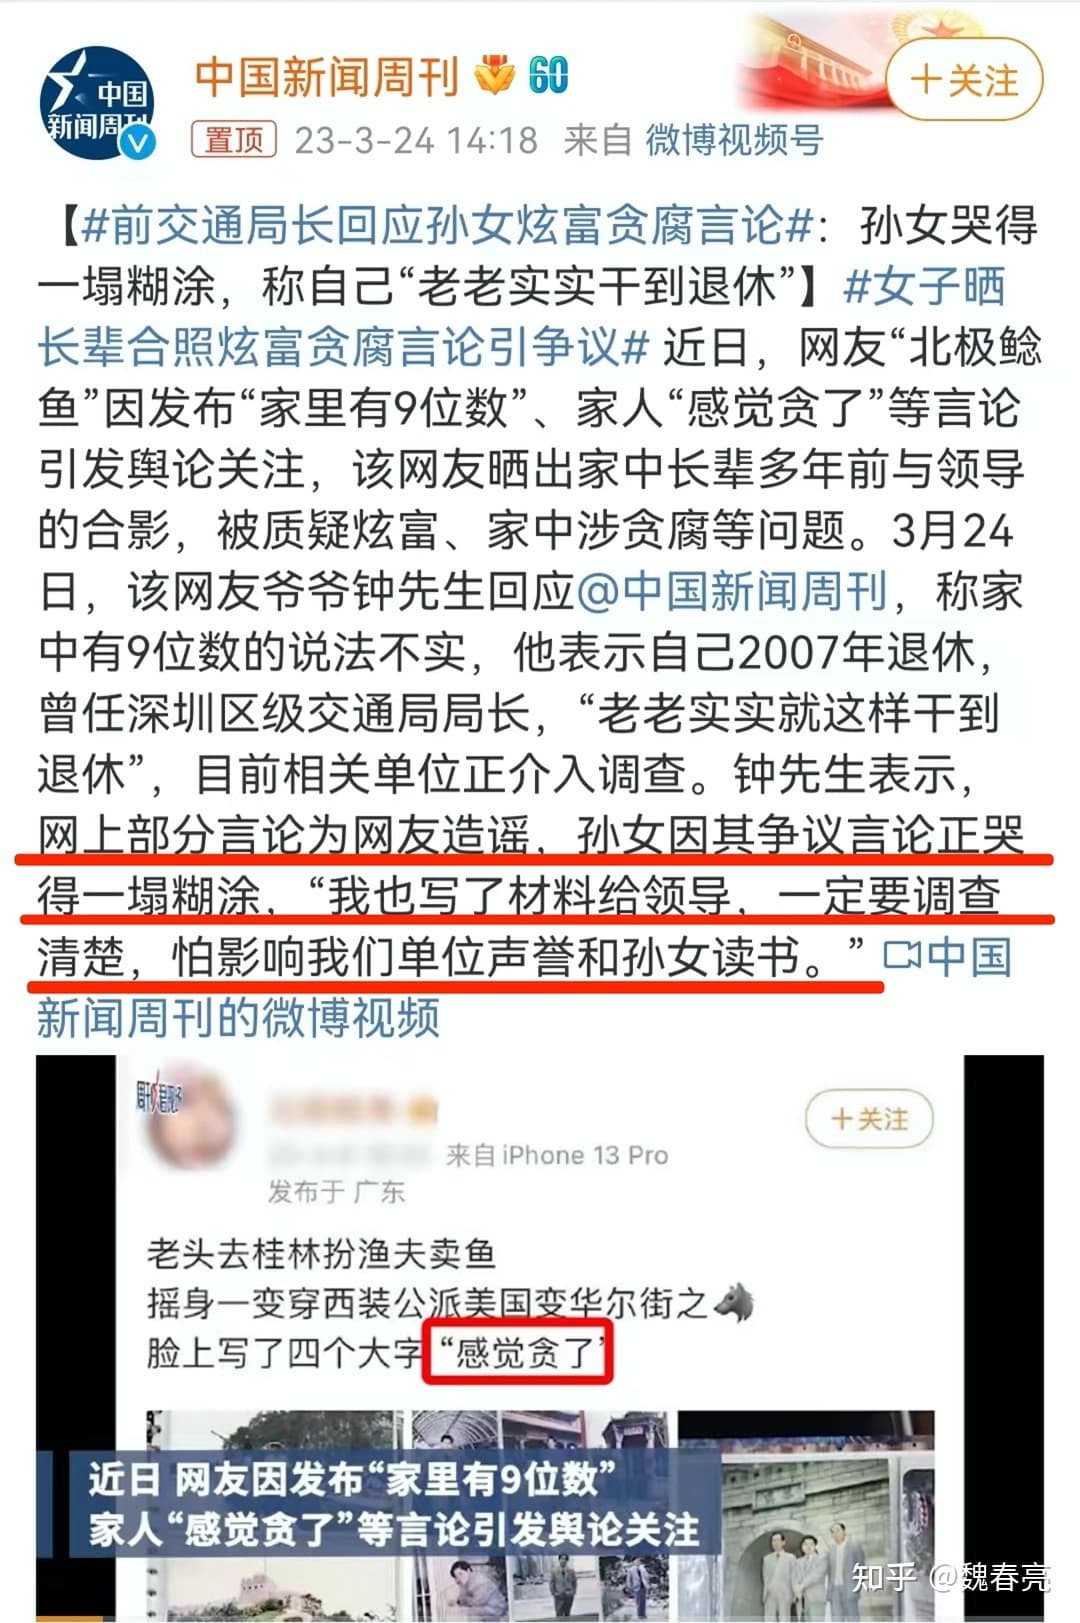 中国新闻周刊 60
+关注
中国
新闻周刊
置顶 23-3-24 14:18 来自 微博视频号
【#前交通局长回应孙女炫富贪腐言论#：孙女哭得
一塌糊涂，称自己“老老实实干到退休”】#女子晒
长辈合照炫富贪腐言论引争议# 近日，网友“北极鲶
鱼”因发布“家里有9位数”、家人“感觉贪了”等言论
引发舆论关注，该网友晒出家中长辈多年前与领导
的合影，被质疑炫富、家中涉贪腐等问题。3月24
日，该网友爷爷钟先生回应@中国新闻周刊，称家
中有9位数的说法不实，他表示自己2007年退休，
曾任深圳区级交通局局长，“老老实实就这样干到
退休”，目前相关单位正介入调查。钟先生表示，
网上部分言论为网友造谣，孙女因其争议言论正哭
得一塌糊涂，“我也写了材料给领导，一定要调查
清楚，怕影响我们单位声誉和孙女读书。”中国
新闻周刊的微博视频
+关注
来自 iPhone 13 Pro
发布于 广东
老头去桂林扮渔夫卖鱼
摇身一变穿西装公派美国变华尔街之🐺
脸上写了四个大字“感觉贪了”
近日 网友因发布“家里有9位数”
家人“感觉贪了”等言论引发舆论关注
知乎 @魏春亮